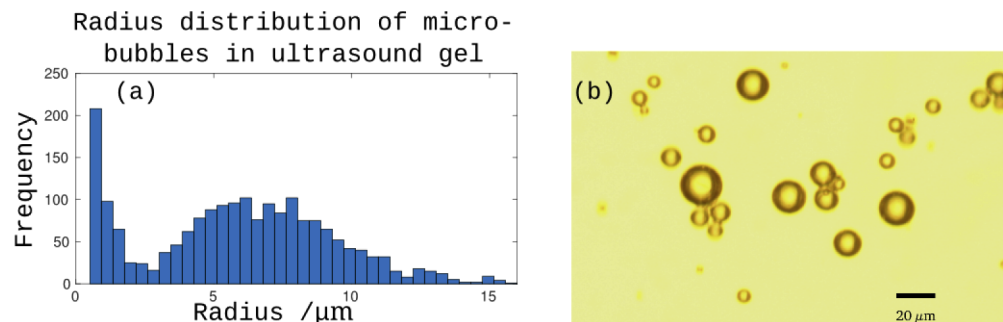 Radius distribution of micro-
bubbles in ultrasound gel
(a)
250
200
150
100
50
0
Frequency
0 5 10 15
Radius /μm
(b)
20 μm